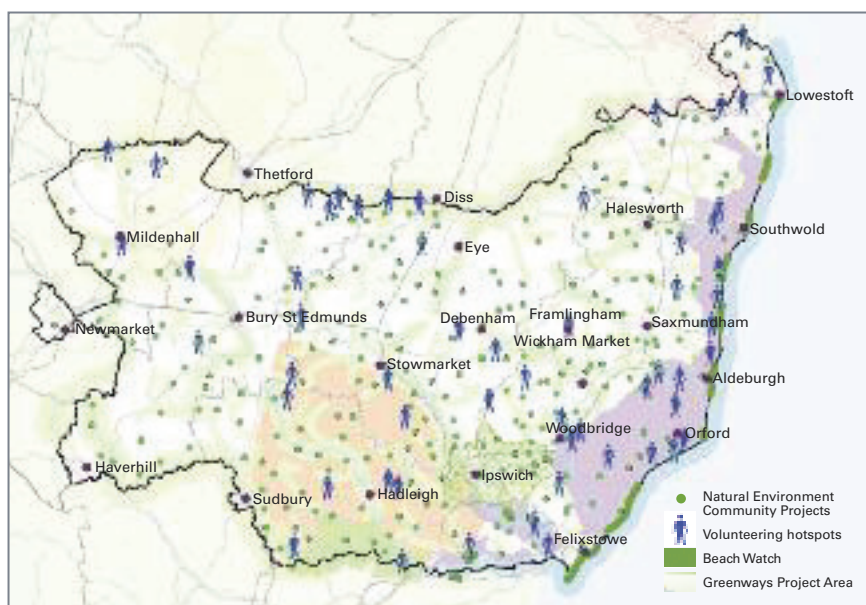 Lowestoft
Thetford
Diss
Halesworth
Southwold
Mildenhall
Eye
Bury St Edmunds
Debenham
Framlingham
Saxmundham
Newmarket
Wickham Market
Stowmarket
Aldeburgh
Woodbridge
Orford
Haverhill
Ipswich
Sudbury
Hadleigh
Felixstowe
Natural Environment
Community Projects
Volunteering hotspots
Beach Watch
Greenways Project Area